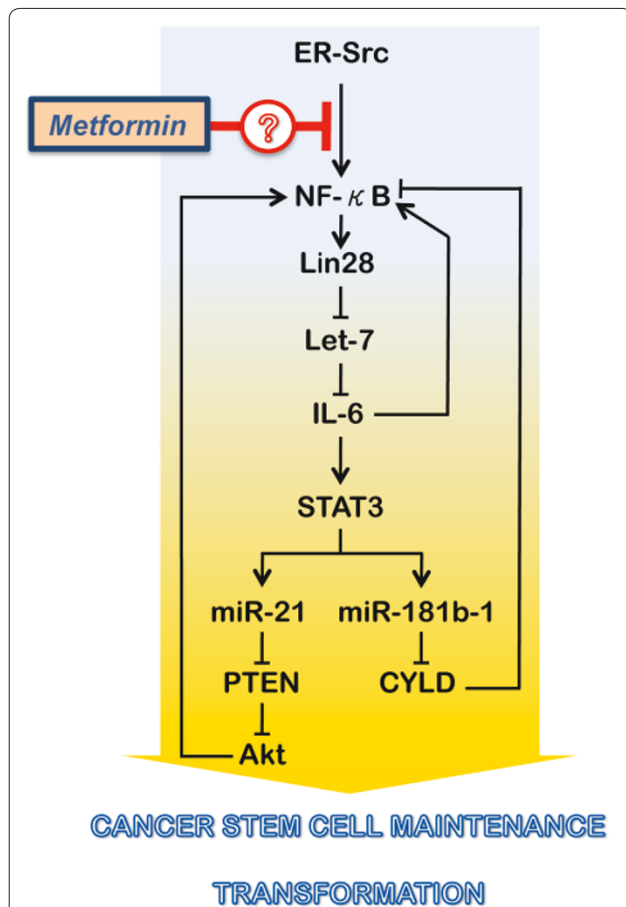 ER-Src
Metformin
?
NF-κB
Lin28
Let-7
IL-6
STAT3
miR-21 miR-181b-1
PTEN CYLD
Akt
CANCER STEM CELL MAINTENANCE
TRANSFORMATION